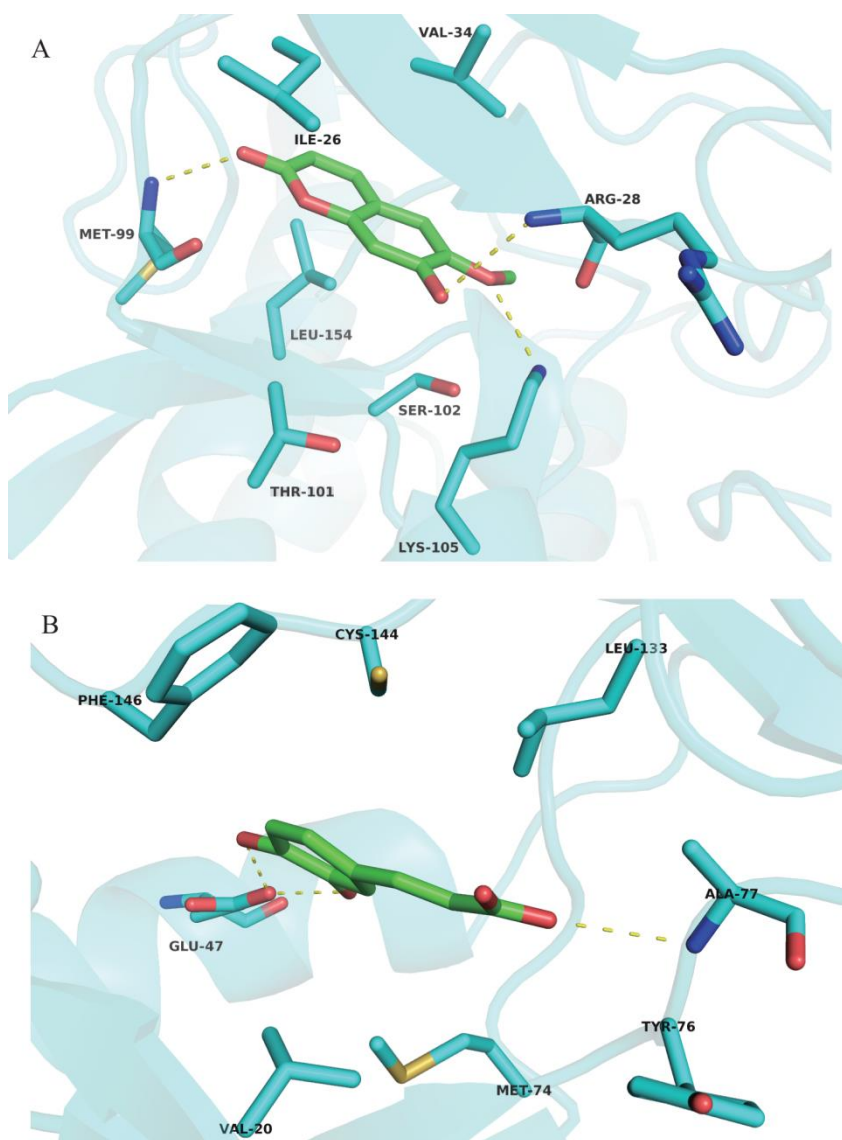 A
VAL-34
ILE-26
ARG-28
MET-99
LEU-154
SER-102
THR-101
LYS-105
B
CYS-144
LEU-133
PHE-146
ALA-77
GLU-47
TYR-76
MET-74
VAL-20